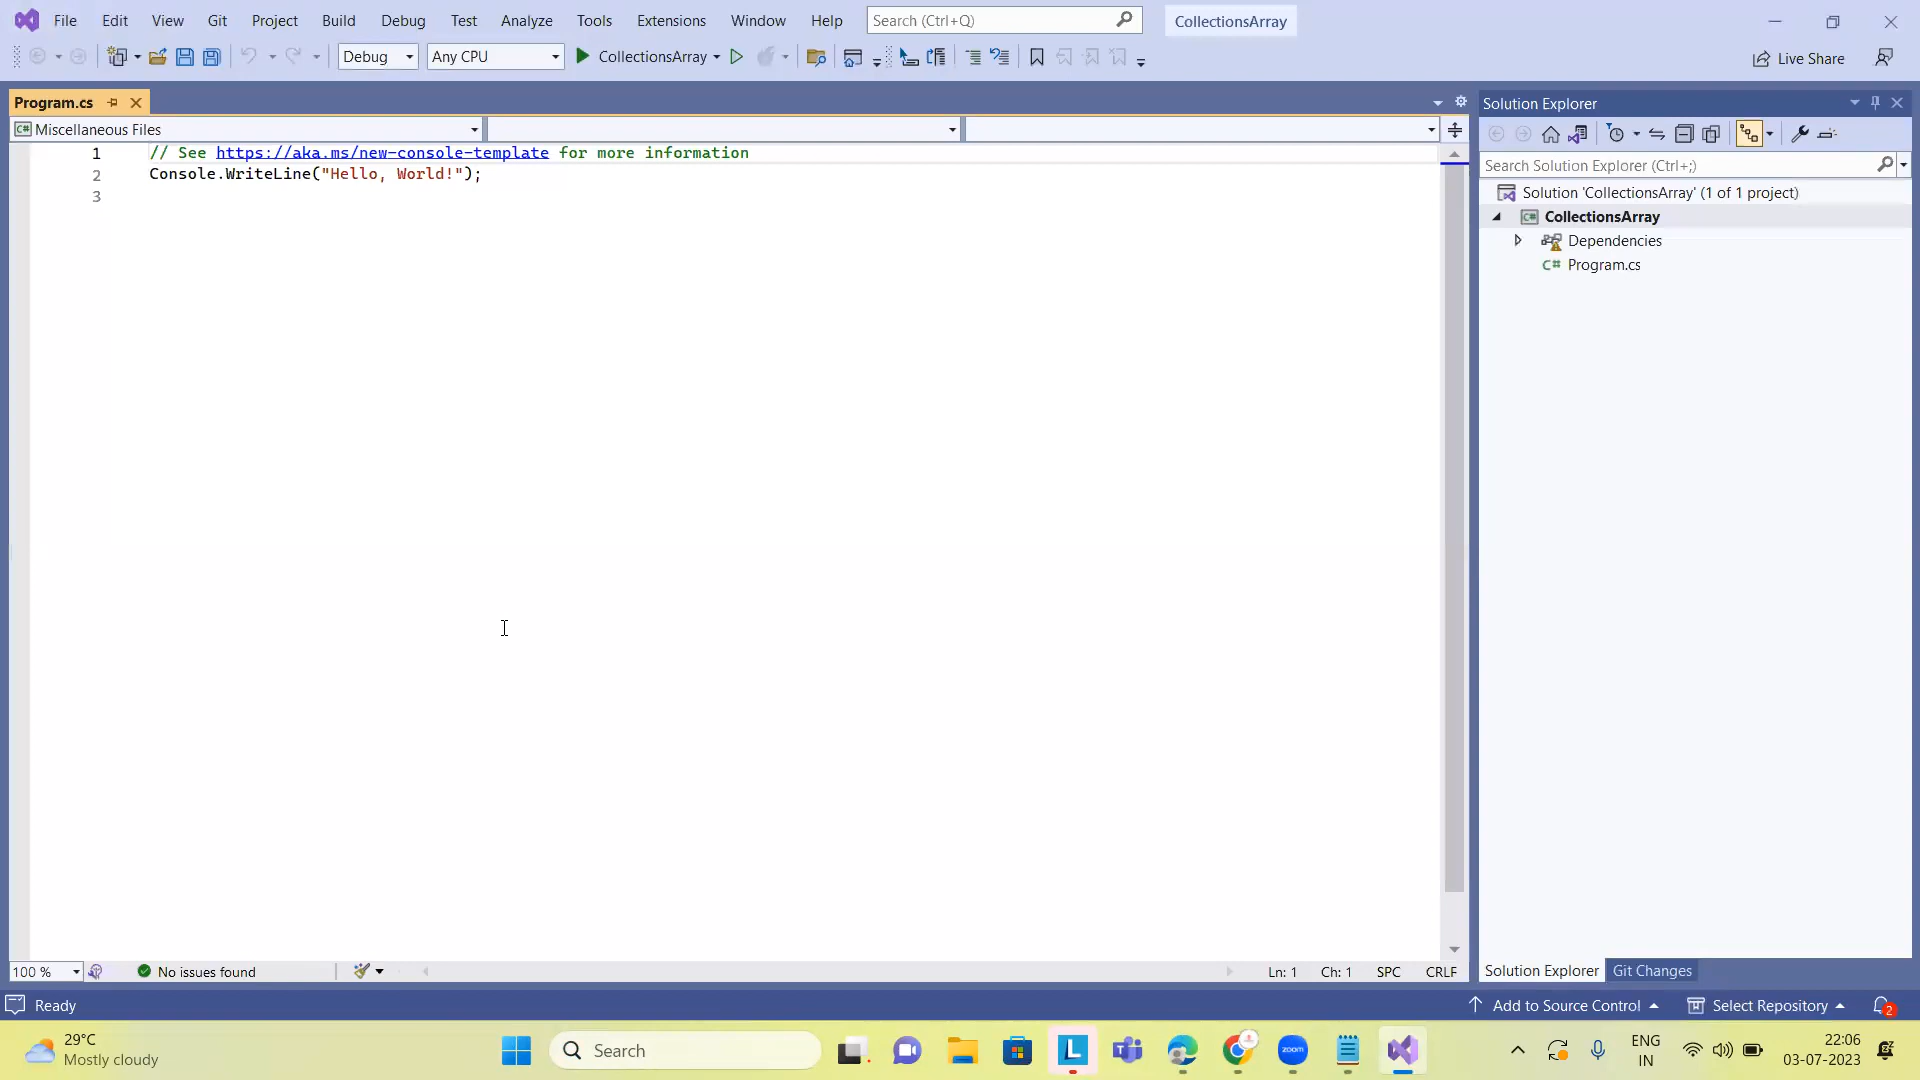 File Edit View Git Project Build Debug Test Analyze Tools Extensions Window Help Search (Ctrl+Q) CollectionsArray
Debug Any CPU CollectionsArray Live Share
Program.cs
Miscellaneous Files
1 // See https://aka.ms/new-console-template for more information
2 Console.WriteLine("Hello, World!");
3
Solution Explorer
Search Solution Explorer (Ctrl+;)
Solution 'CollectionsArray' (1 of 1 project)
CollectionsArray
Dependencies
C# Program.cs
100 % No issues found Ln: 1 Ch: 1 SPC CRLF
Solution Explorer Git Changes
Ready Add to Source Control Select Repository 2
29°C
Mostly cloudy
Search
L
zoom
ENG
IN
22:06
03-07-2023